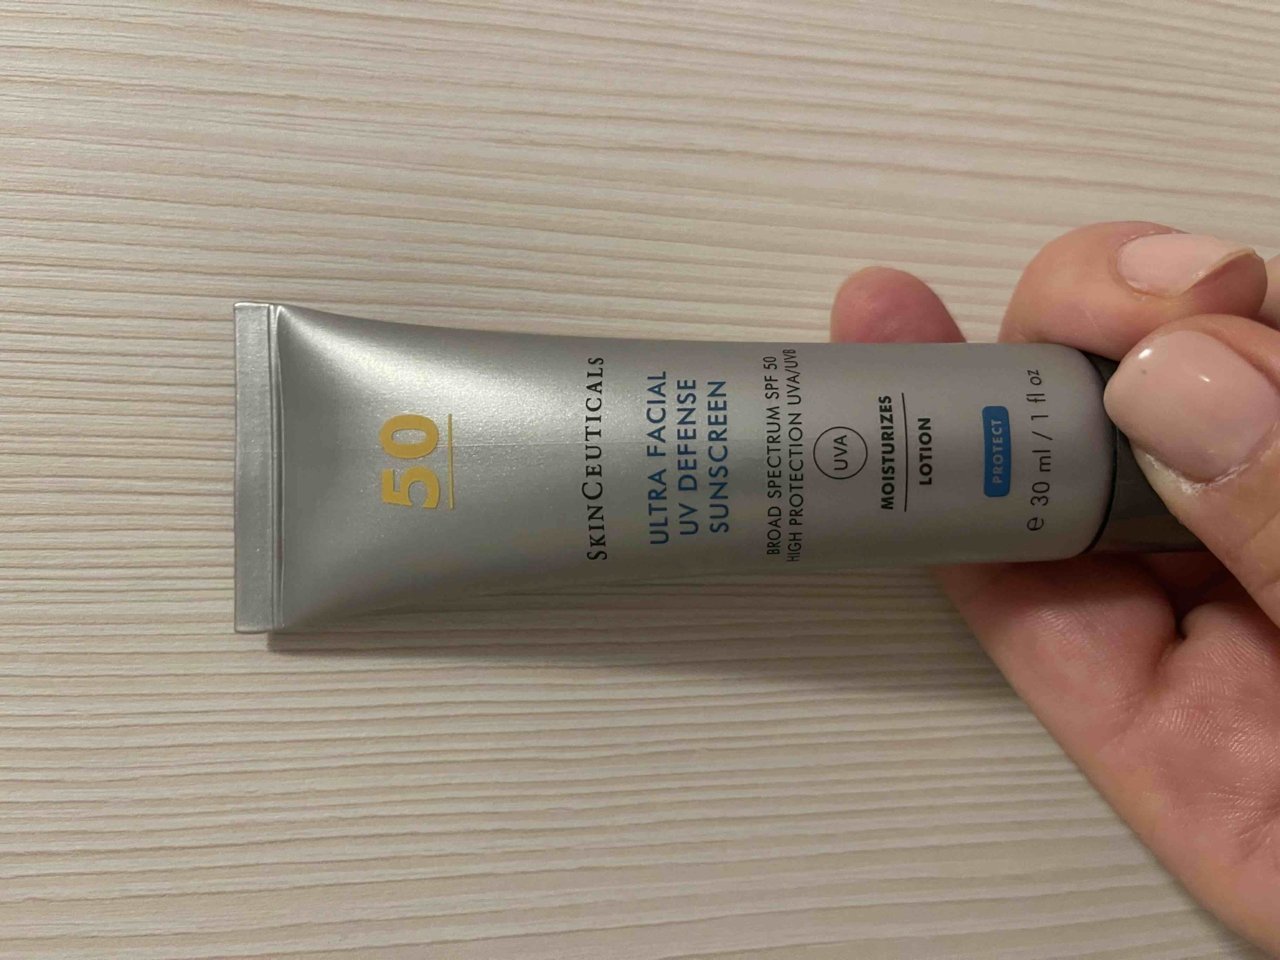 50
SKINCEUTICALS
ULTRA FACIAL
UV DEFENSE
SUNSCREEN
BROAD SPECTRUM SPF 50
HIGH PROTECTION UVA/UVB
UVA
MOISTURIZES
LOTION
PROTECT
℮ 30 ml / 1 fl oz